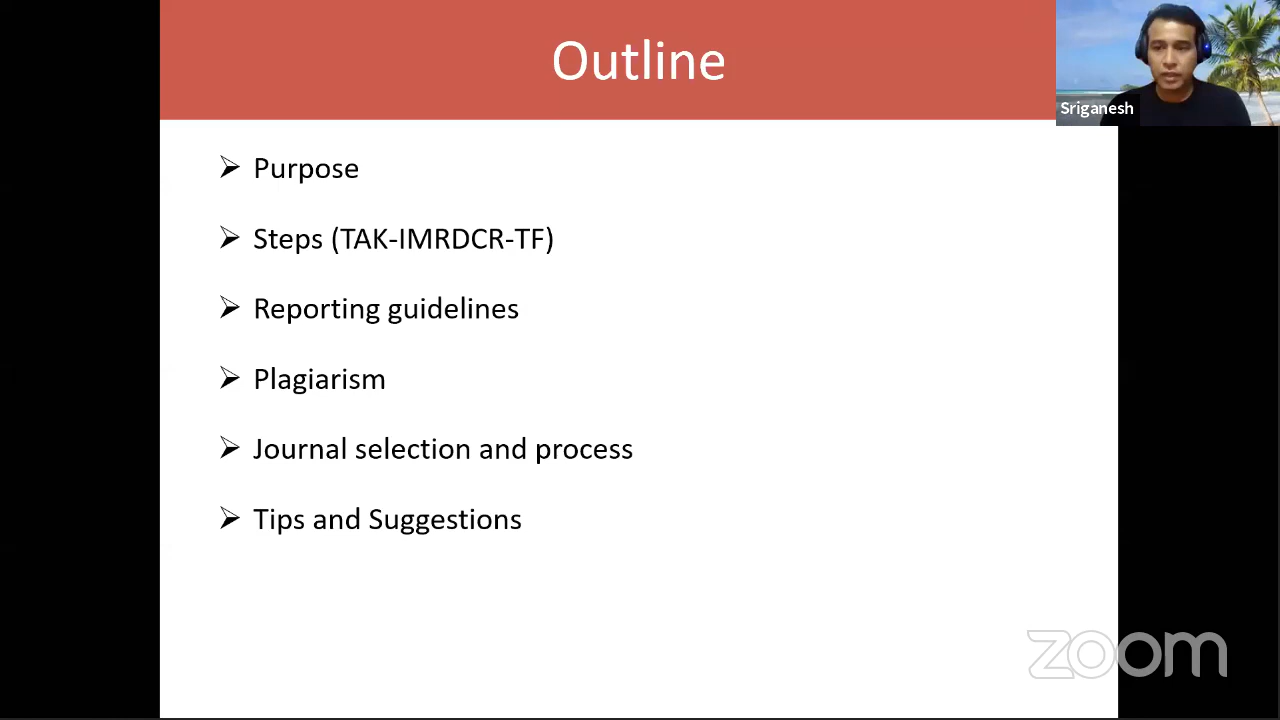 Outline
Sriganesh
Purpose
Steps (TAK-IMRDCR-TF)
Reporting guidelines
Plagiarism
Journal selection and process
Tips and Suggestions
zoom